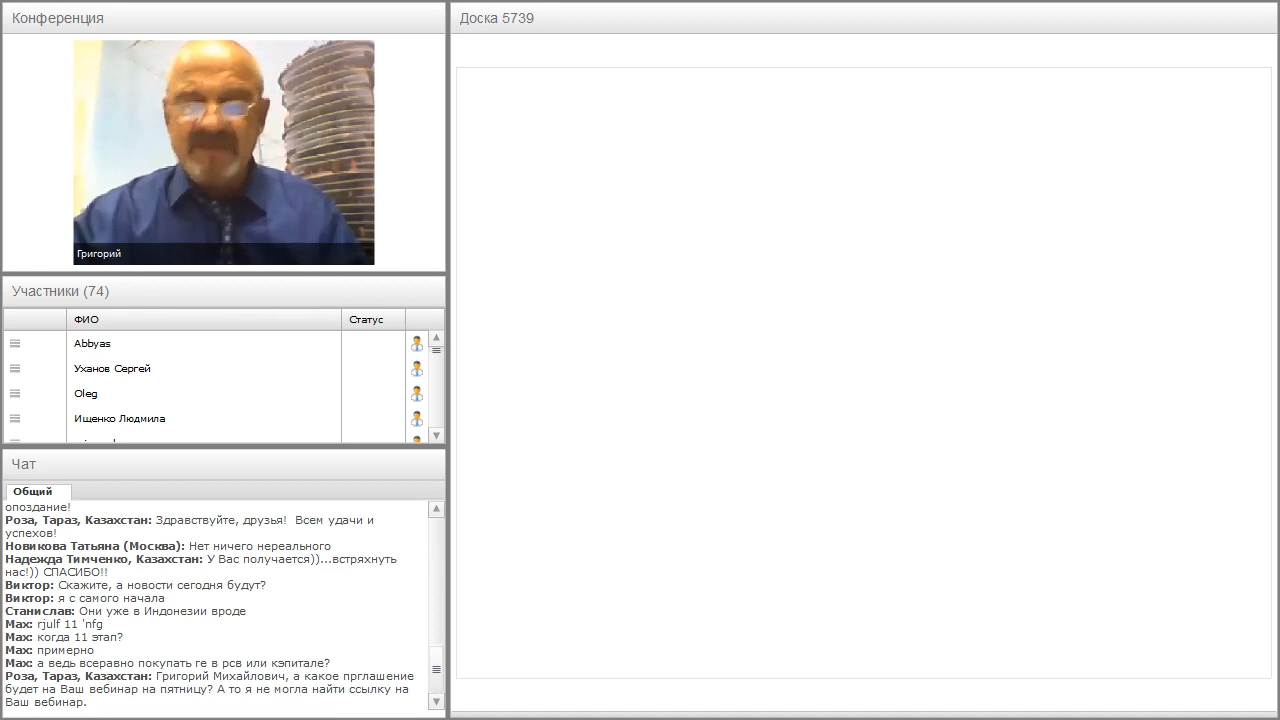 Конференция
Григорий
Участники (74)
ФИО
Статус
Abbyas
Уханов Сергей
Oleg
Ищенко Людмила
Чат
Общий
опоздание!
Роза, Тараз, Казахстан: Здравствуйте, друзья! Всем удачи и
успехов!
Новикова Татьяна (Москва): Нет ничего нереального
Надежда Тимченко, Казахстан: У Вас получается))...встряхнуть
нас!)) СПАСИБО!!
Виктор: Скажите, а новости сегодня будут?
Виктор: я с самого начала
Станислав: Они уже в Индонезии вроде
Max: rjulf 11 'nfg
Max: когда 11 этап?
Max: примерно
Max: а ведь всеравно покупать ге в рсв или кэпитале?
Роза, Тараз, Казахстан: Григорий Михайлович, а какое прглашение
будет на Ваш вебинар на пяницу? А то я не могла найти ссылку на
Ваш вебинар.
Доска 5739